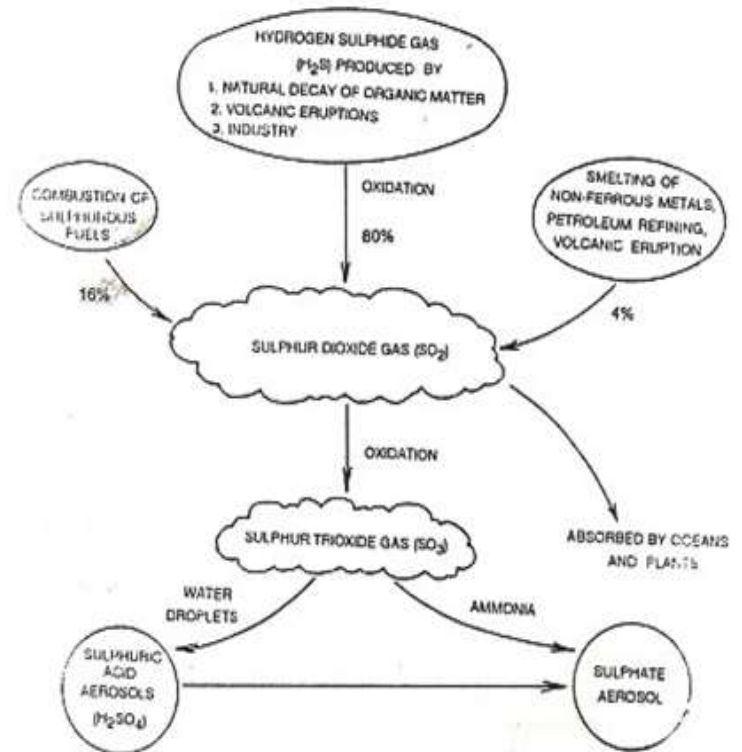 HYDROGEN SULPHIDE GAS
(H₂S) PRODUCED BY
1. NATURAL DECAY OF ORGANIC MATTER
2. VOLCANIC ERUPTIONS
3. INDUSTRY
COMBUSTION OF
SULPHUROUS
FUELS
OXIDATION
80%
SMELTING OF
NON-FERROUS METALS,
PETROLEUM REFINING,
VOLCANIC ERUPTION
16%
4%
SULPHUR DIOXIDE GAS (SO₂)
OXIDATION
SULPHUR TRIOXIDE GAS (SO₃)
ABSORBED BY OCEANS
AND PLANTS
WATER
DROPLETS
AMMONIA
SULPHURIC
ACID
AEROSOLS
(H₂SO₄)
SULPHATE
AEROSOL